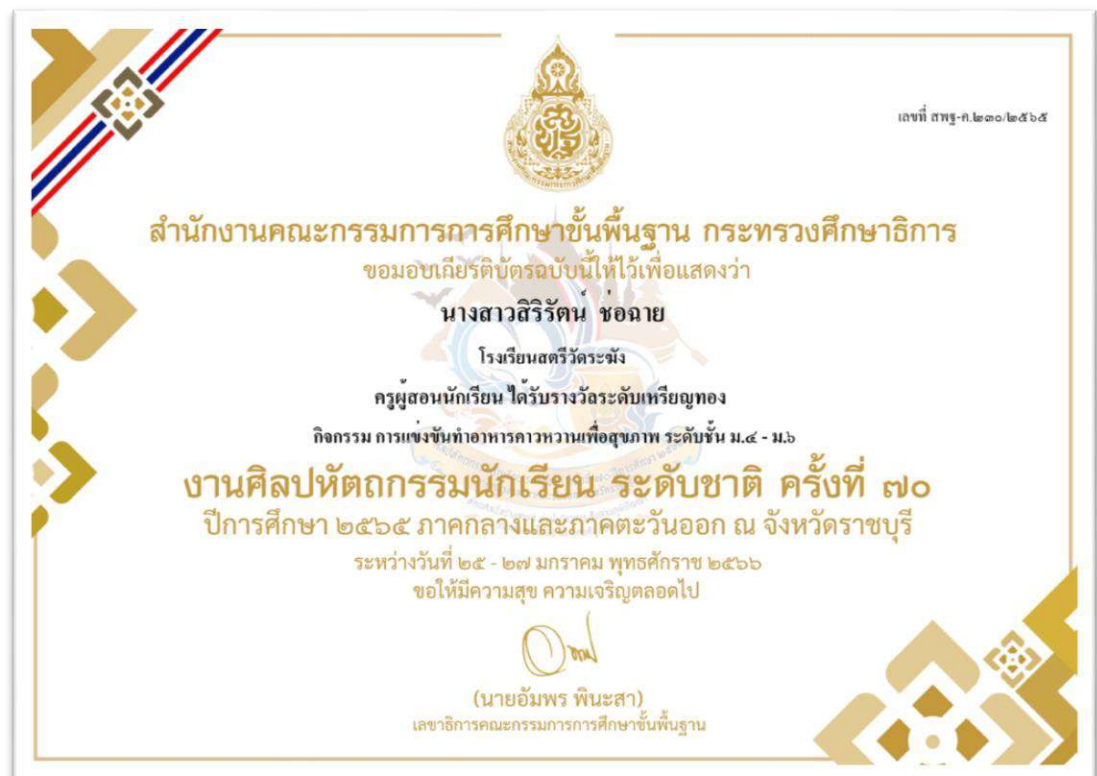 เลขที่ สพฐ-ค.๒๓๐/๒๕๖๕
สำนักงานคณะกรรมการการศึกษาขั้นพื้นฐาน กระทรวงศึกษาธิการ
ขอมอบเกียรติบัตรฉบับนี้ให้ไว้เพื่อแสดงว่า
นางสาวสิริรัตน์ ช่อฉาย
โรงเรียนสตรีวัดระฆัง
ครูผู้สอนนักเรียน ได้รับรางวัลระดับเหรียญทอง
กิจกรรม การแข่งขันทำอาหารคาวหวานเพื่อสุขภาพ ระดับชั้น ม.๔ - ม.๖
งานศิลปหัตถกรรมนักเรียน ระดับชาติ ครั้งที่ ๗๐
ปีการศึกษา ๒๕๖๕ ภาคกลางและภาคตะวันออก ณ จังหวัดราชบุรี
ระหว่างวันที่ ๒๕ - ๒๗ มกราคม พุทธศักราช ๒๕๖๖
ขอให้มีความสุข ความเจริญตลอดไป
(นายอัมพร พินะสา)
เลขาธิการคณะกรรมการการศึกษาขั้นพื้นฐาน